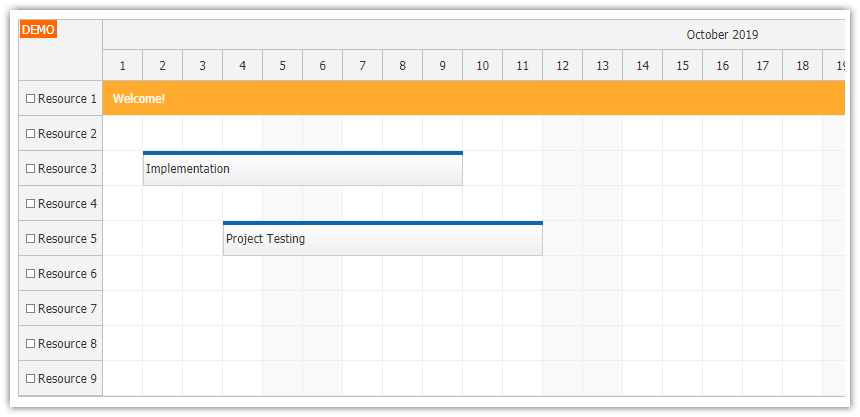 DEMO
October 2019
1 2 3 4 5 6 7 8 9 10 11 12 13 14 15 16 17 18 19
Resource 1 Welcome!
Resource 2
Resource 3 Implementation
Resource 4
Resource 5 Project Testing
Resource 6
Resource 7
Resource 8
Resource 9